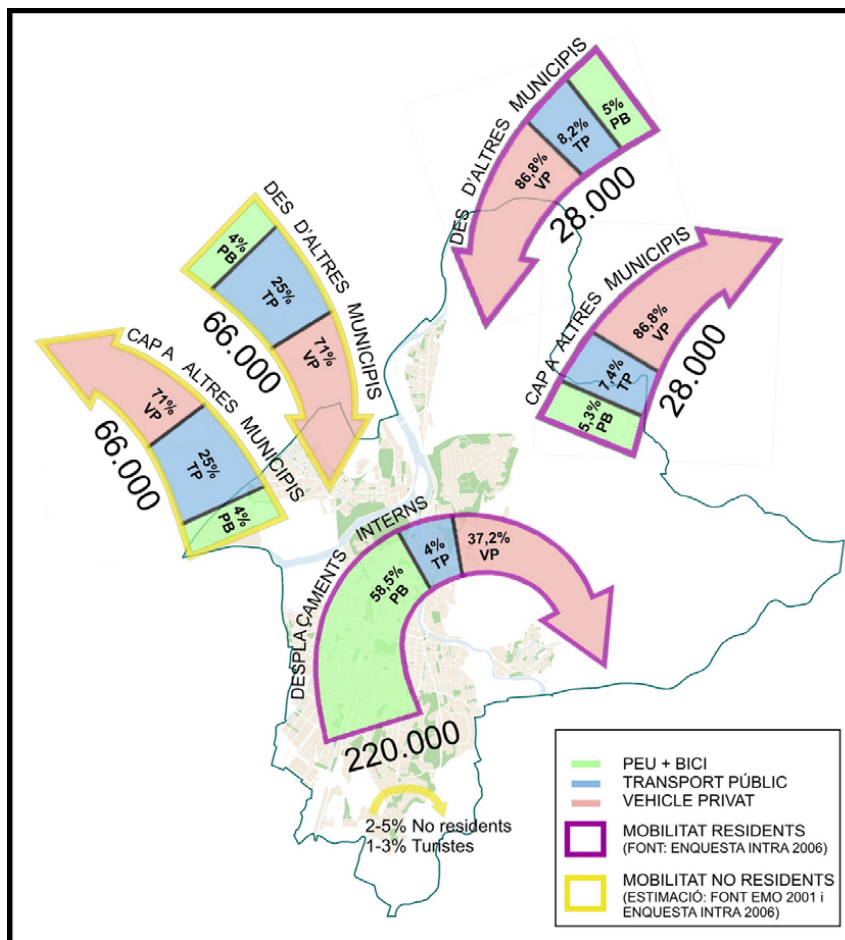 DES D'ALTRES MUNICIPIS
5%
PB
8,2%
TP
86,8%
VP
28.000
DES D'ALTRES MUNICIPIS
4%
PB
25%
TP
71%
VP
66.000
CAP A ALTRES MUNICIPIS
86,8%
VP
7,4%
TP
5,3%
PB
28.000
CAP A ALTRES MUNICIPIS
71%
VP
25%
TP
4%
PB
66.000
DESPLAÇAMENTS INTERNS
58,5%
PB
4%
TP
37,2%
VP
220.000
2-5% No residents
1-3% Turistes
PEU + BICI
TRANSPORT PÚBLIC
VEHICLE PRIVAT
MOBILITAT RESIDENTS
(FONT: ENQUESTA INTRA 2006)
MOBILITAT NO RESIDENTS
(ESTIMACIÓ: FONT EMO 2001 i
ENQUESTA INTRA 2006)